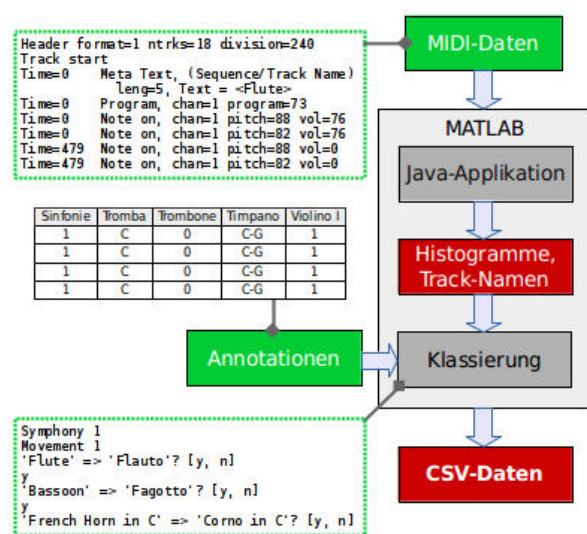 Header format=1 ntrks=18 division=240
Track start
Time=0 Meta Text, (Sequence/Track Name)
leng=5, Text = <Flute>
Time=0 Program, chan=1 program=73
Time=0 Note on, chan=1 pitch=88 vol=76
Time=0 Note on, chan=1 pitch=82 vol=76
Time=479 Note on, chan=1 pitch=88 vol=0
Time=479 Note on, chan=1 pitch=82 vol=0
MIDI-Daten
MATLAB
Java-Applikation
Histogramme,
Track-Namen
Klassierung
CSV-Daten
Sinfonie Tromba Trombone Timpano Violino I
1 C 0 C-G 1
1 C 0 C-G 1
1 C 0 C-G 1
1 C 0 C-G 1
Annotationen
Symphony 1
Movement 1
'Flute' => 'Flauto'? [y, n]
y
'Bassoon' => 'Fagotto'? [y, n]
y
'French Horn in C' => 'Corno in C'? [y, n]